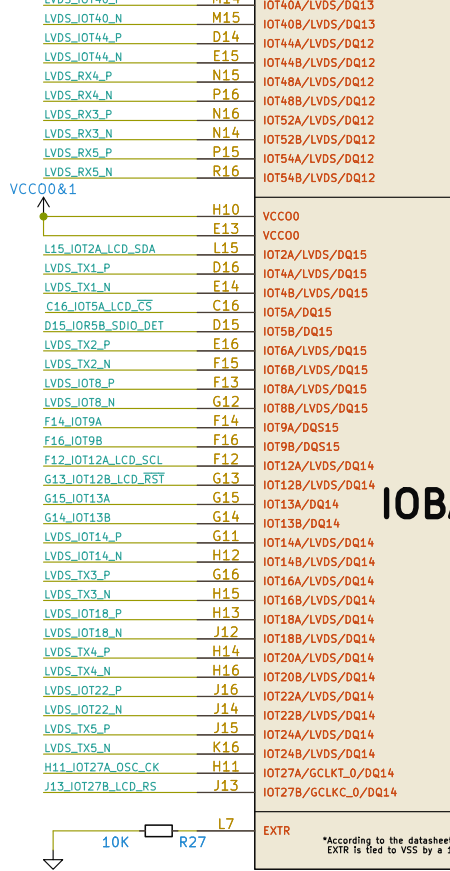 IOT40A/LVDS/DQ13
LVDS_IOT40_N M15 IOT40B/LVDS/DQ13
LVDS_IOT44_P D14 IOT44A/LVDS/DQ12
LVDS_IOT44_N E15 IOT44B/LVDS/DQ12
LVDS_RX4_P N15 IOT48A/LVDS/DQ12
LVDS_RX4_N P16 IOT48B/LVDS/DQ12
LVDS_RX3_P N16 IOT52A/LVDS/DQ12
LVDS_RX3_N N14 IOT52B/LVDS/DQ12
LVDS_RX5_P P15 IOT54A/LVDS/DQ12
LVDS_RX5_N R16 IOT54B/LVDS/DQ12
VCCO0&1
H10 VCCO0
E13 VCCO0
L15_IOT2A_LCD_SDA L15 IOT2A/LVDS/DQ15
LVDS_TX1_P D16 IOT4A/LVDS/DQ15
LVDS_TX1_N E14 IOT4B/LVDS/DQ15
C16_IOT5A_LCD_CS C16 IOT5A/DQ15
D15_IOR5B_SDIO_DET D15 IOT5B/DQ15
LVDS_TX2_P E16 IOT6A/LVDS/DQ15
LVDS_TX2_N F15 IOT6B/LVDS/DQ15
LVDS_IOT8_P F13 IOT8A/LVDS/DQ15
LVDS_IOT8_N G12 IOT8B/LVDS/DQ15
F14_IOT9A F14 IOT9A/DQS15
F16_IOT9B F16 IOT9B/DQS15
F12_IOT12A_LCD_SCL F12 IOT12A/LVDS/DQ14
G13_IOT12B_LCD_RST G13 IOT12B/LVDS/DQ14
G15_IOT13A G15 IOT13A/DQ14
G14_IOT13B G14 IOT13B/DQ14
LVDS_IOT14_P G11 IOT14A/LVDS/DQ14
LVDS_IOT14_N H12 IOT14B/LVDS/DQ14
LVDS_TX3_P G16 IOT16A/LVDS/DQ14
LVDS_TX3_N H15 IOT16B/LVDS/DQ14
LVDS_IOT18_P H13 IOT18A/LVDS/DQ14
LVDS_IOT18_N J12 IOT18B/LVDS/DQ14
LVDS_TX4_P H14 IOT20A/LVDS/DQ14
LVDS_TX4_N H16 IOT20B/LVDS/DQ14
LVDS_IOT22_P J16 IOT22A/LVDS/DQ14
LVDS_IOT22_N J14 IOT22B/LVDS/DQ14
LVDS_TX5_P J15 IOT24A/LVDS/DQ14
LVDS_TX5_N K16 IOT24B/LVDS/DQ14
H11_IOT27A_OSC_CK H11 IOT27A/GCLKT_0/DQ14
J13_IOT27B_LCD_RS J13 IOT27B/GCLKC_0/DQ14
IOB
L7 EXTR
10K R27
*According to the datasheet
EXTR is tied to VSS by a 1